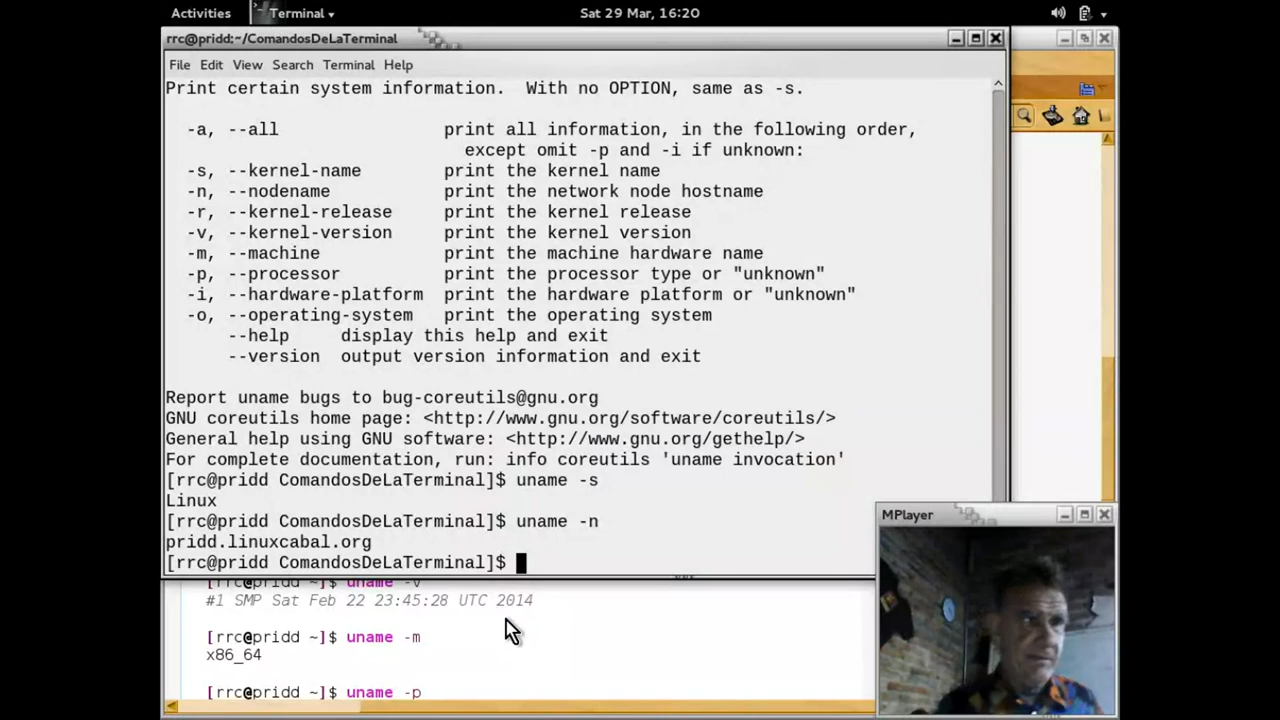 Activities Terminal Sat 29 Mar, 16:20
rrc@pridd:~/ComandosDeLaTerminal
File Edit View Search Terminal Help
Print certain system information.  With no OPTION, same as -s.
-a, --all print all information, in the following order,
except omit -p and -i if unknown:
-s, --kernel-name print the kernel name
-n, --nodename print the network node hostname
-r, --kernel-release print the kernel release
-v, --kernel-version print the kernel version
-m, --machine print the machine hardware name
-p, --processor print the processor type or "unknown"
-i, --hardware-platform print the hardware platform or "unknown"
-o, --operating-system print the operating system
--help display this help and exit
--version output version information and exit
Report uname bugs to bug-coreutils@gnu.org
GNU coreutils home page: <http://www.gnu.org/software/coreutils/>
General help using GNU software: <http://www.gnu.org/gethelp/>
For complete documentation, run: info coreutils 'uname invocation'
[rrc@pridd ComandosDeLaTerminal]$ uname -s
Linux
[rrc@pridd ComandosDeLaTerminal]$ uname -n
pridd.linuxcabal.org
[rrc@pridd ComandosDeLaTerminal]$
MPlayer
[rrc@pridd ~]$ uname -v
#1 SMP Sat Feb 22 23:45:28 UTC 2014
[rrc@pridd ~]$ uname -m
x86_64
[rrc@pridd ~]$ uname -p